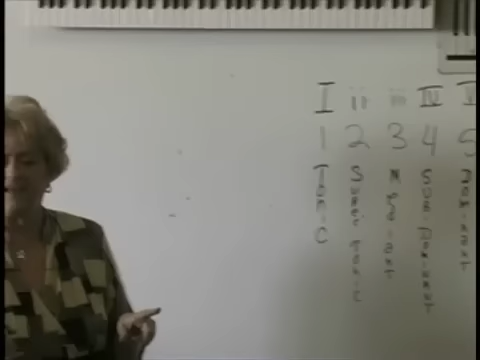 I ii iii IV V
1 2 3 4 5
Tonic
Super tonic
Mediant
Sub-Dominant
Dominant